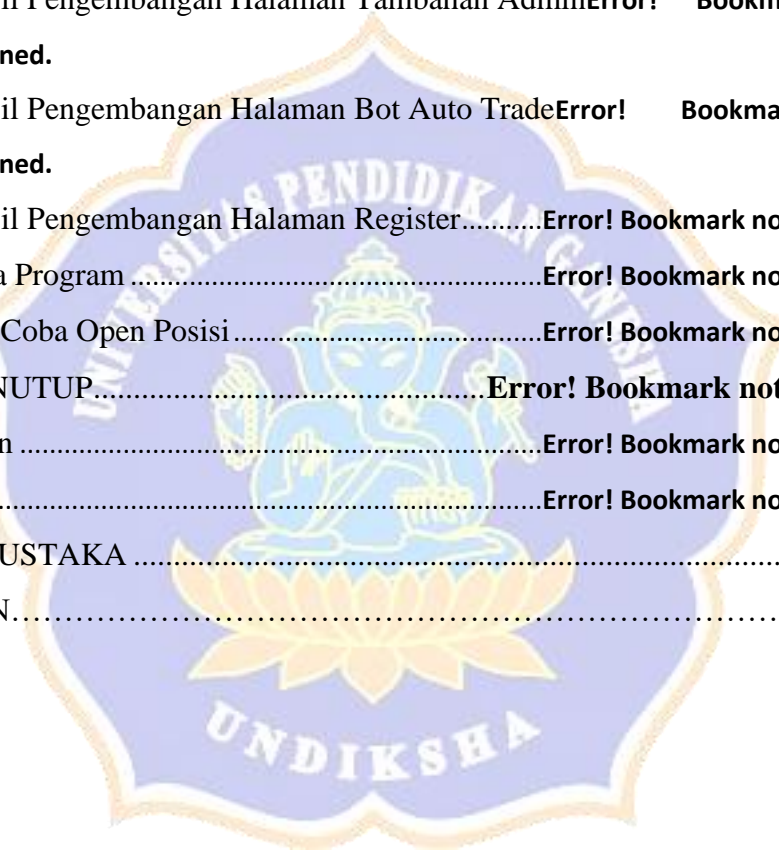 il Pengembangan Halaman Tambahan AdminError! Bookm
ned.
il Pengembangan Halaman Bot Auto TradeError! Bookma
ned.
il Pengembangan Halaman Register..........Error! Bookmark no
a Program ........................................................Error! Bookmark no
Coba Open Posisi..........................................Error! Bookmark no
NUTUP.............................................Error! Bookmark not
n ..........................................................................Error! Bookmark no
..............................................................................Error! Bookmark no
USTAKA ..................................................................................
N………………………………………………………………………
UNIVERSITAS PENDIDIKAN GANESHA
UNDIKSHA